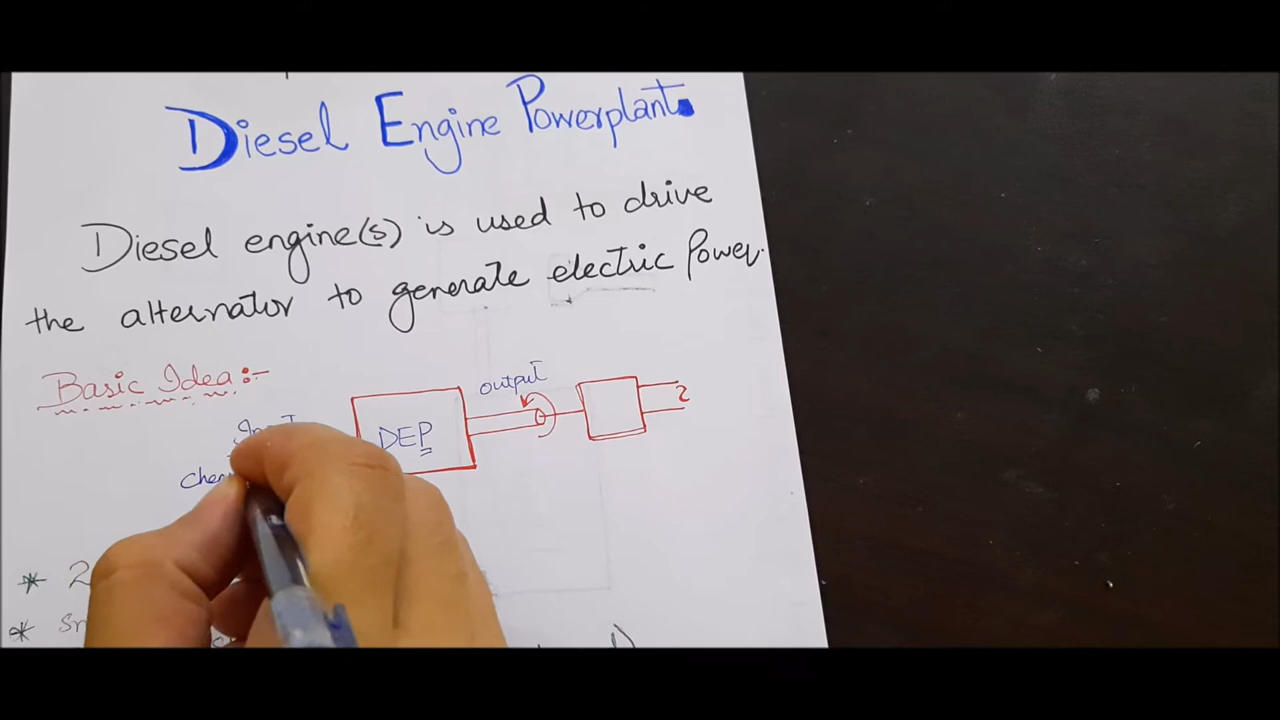 Diesel Engine Powerplant
Diesel engine(s) is used to drive
the alternator to generate electric Power.
Basic Idea:-
output
DEP
* 2
*